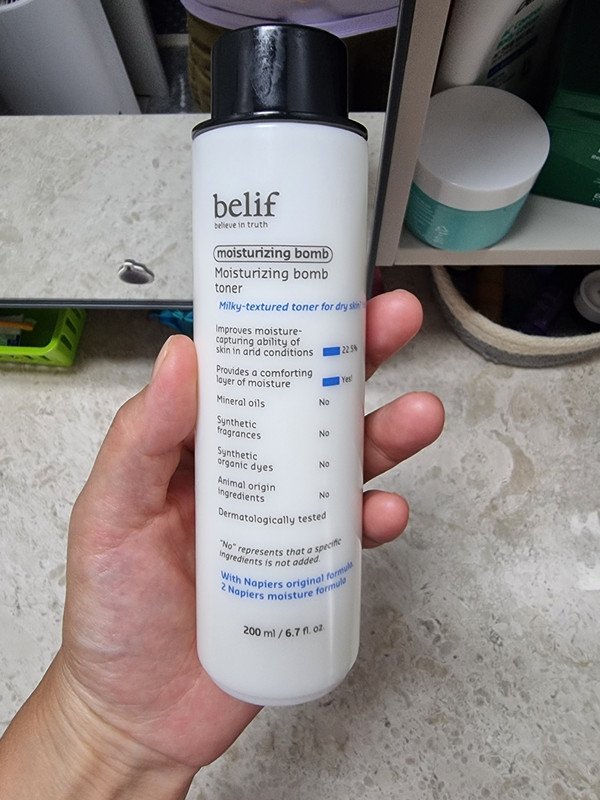 belif
believe in truth
moisturizing bomb
Moisturizing bomb
toner
Milky-textured toner for dry skin
Improves moisture-
capturing ability of
skin in arid conditions
22.5%
Provides a comforting
layer of moisture
Yes!
Mineral oils No
Synthetic
fragrances No
Synthetic
organic dyes No
Animal origin
ingredients No
Dermatologically tested
"No" represents that a specific
ingredients is not added.
With Napiers original formula.
2 Napiers moisture formula
200 ml / 6.7 fl. oz.